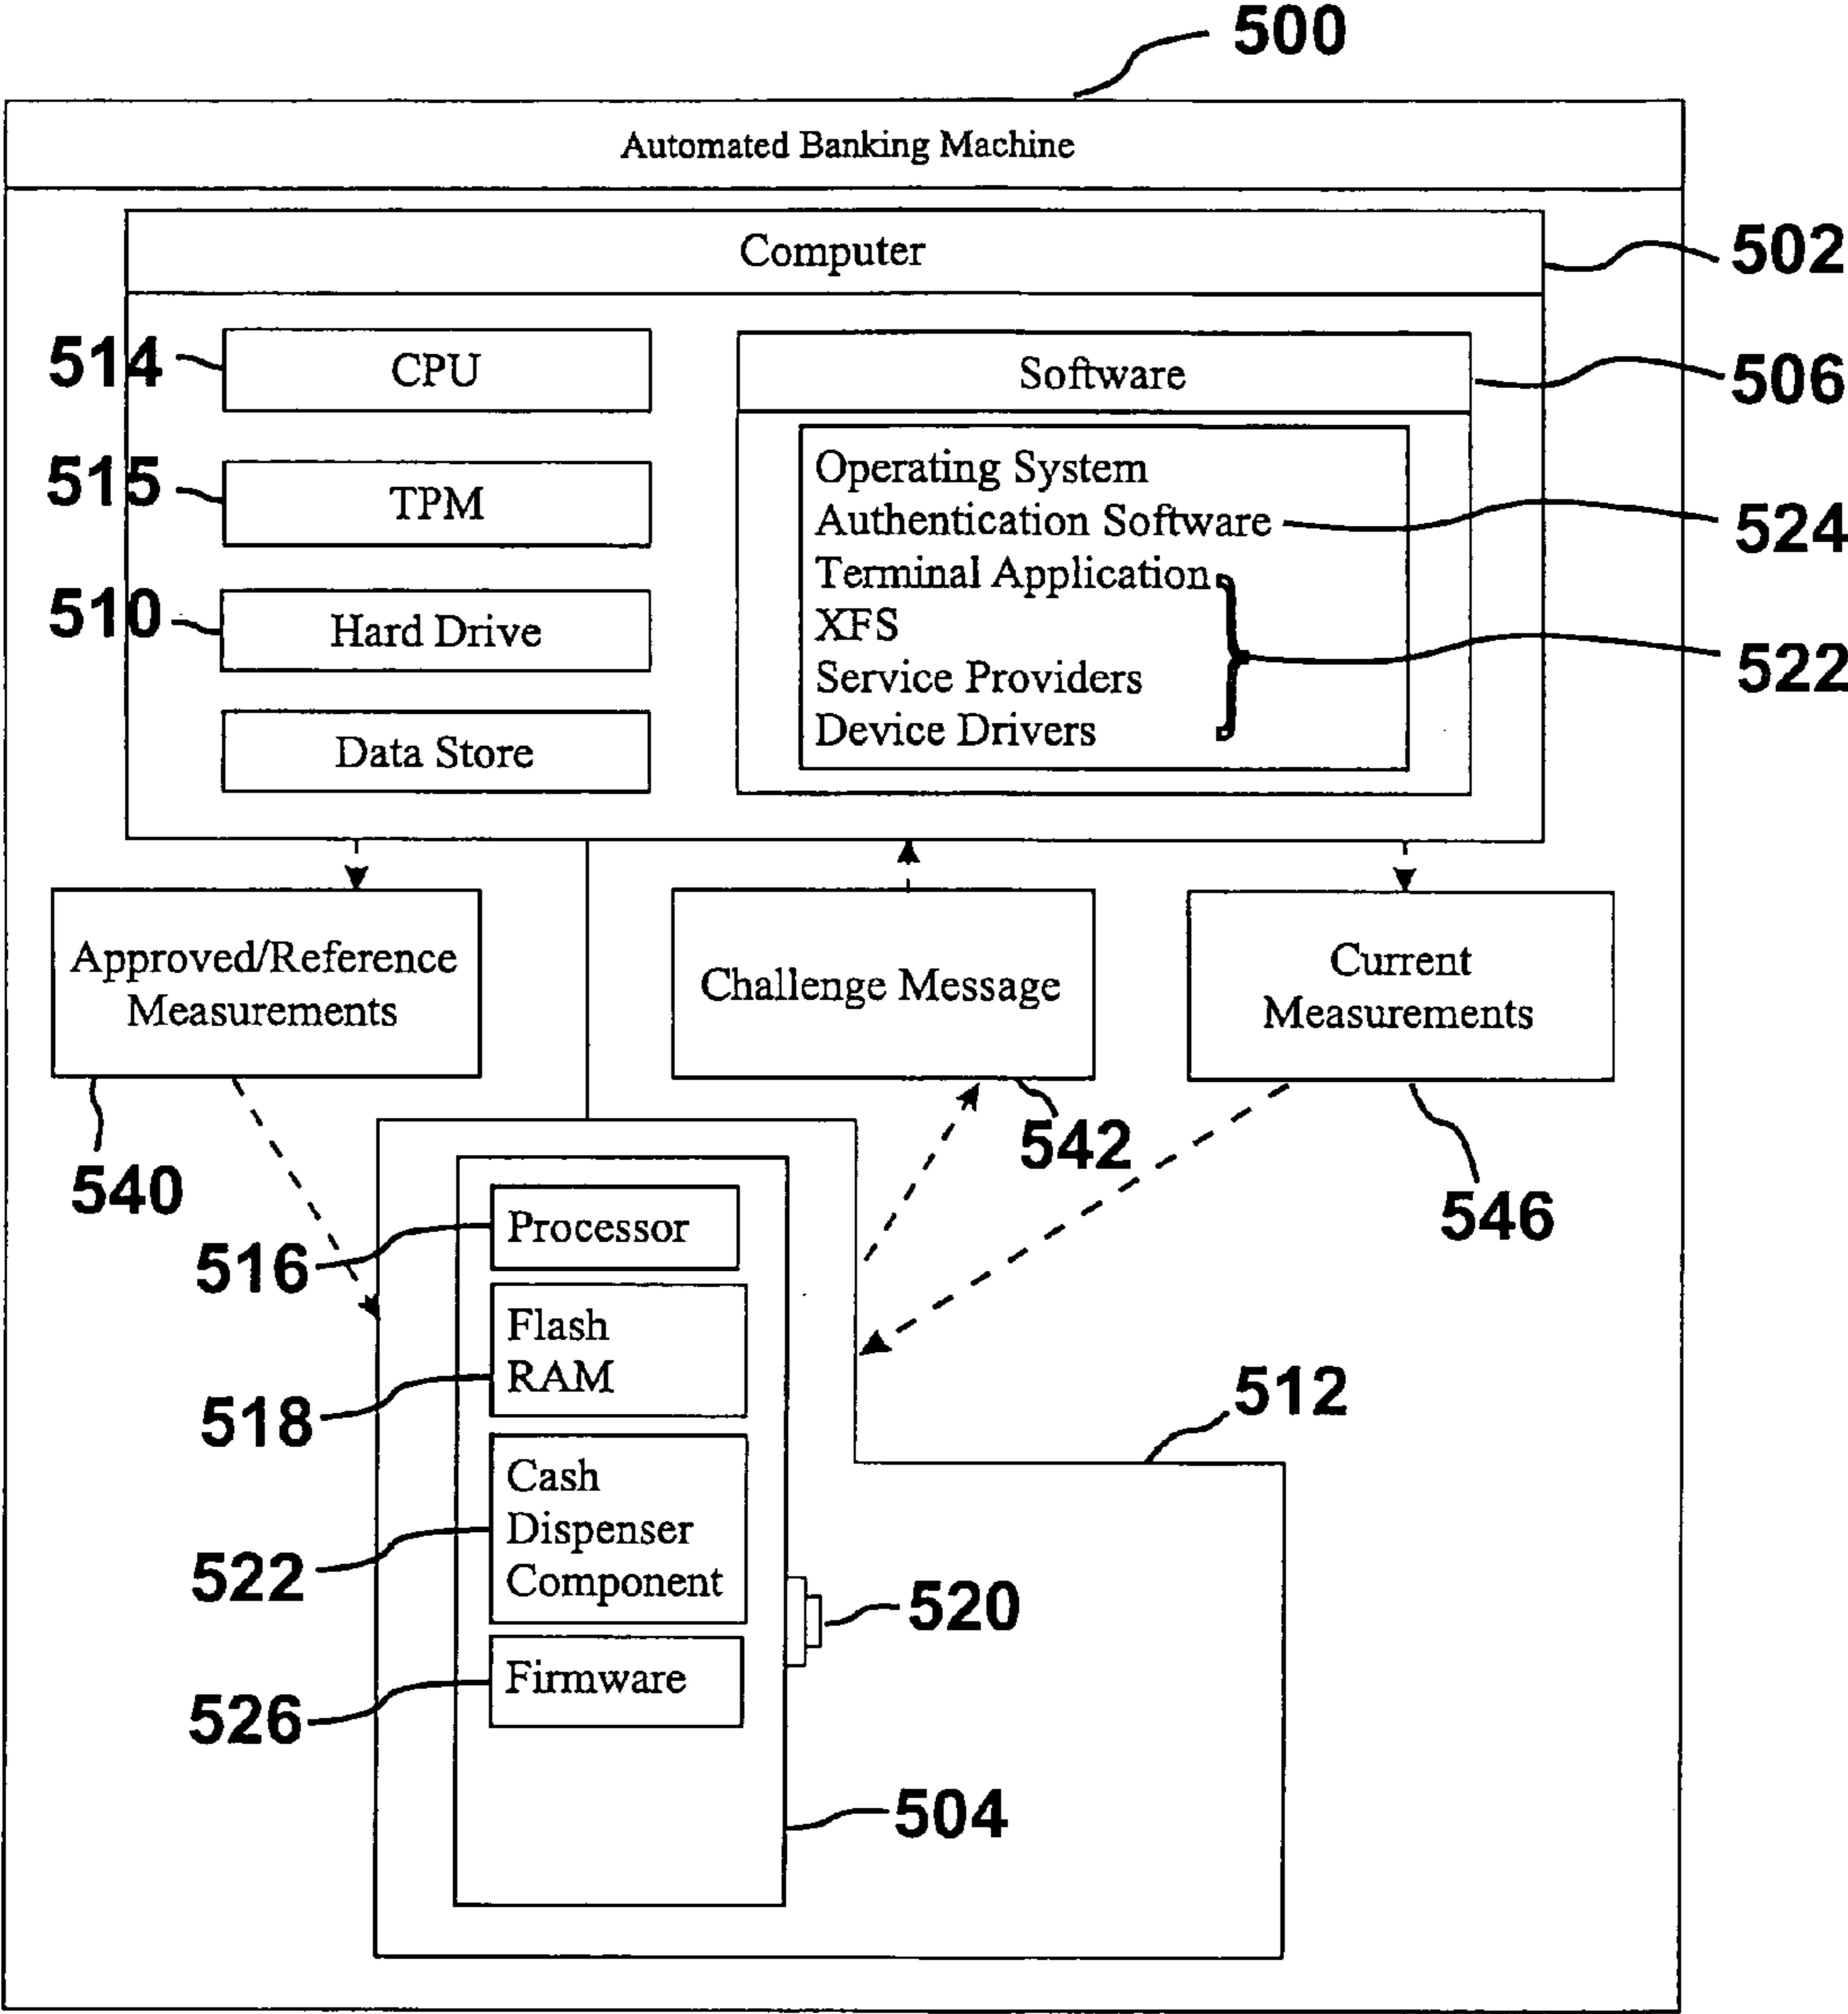 500
Automated Banking Machine
Computer
502
514
CPU
Software
506
515
TPM
Operating System
Authentication Software
524
Terminal Application
510
Hard Drive
XFS
Service Providers
522
Data Store
Device Drivers
Approved/Reference
Measurements
Challenge Message
Current
Measurements
540
542
546
516
Processor
Flash
RAM
518
512
Cash
Dispenser
Component
522
520
Firmware
526
504